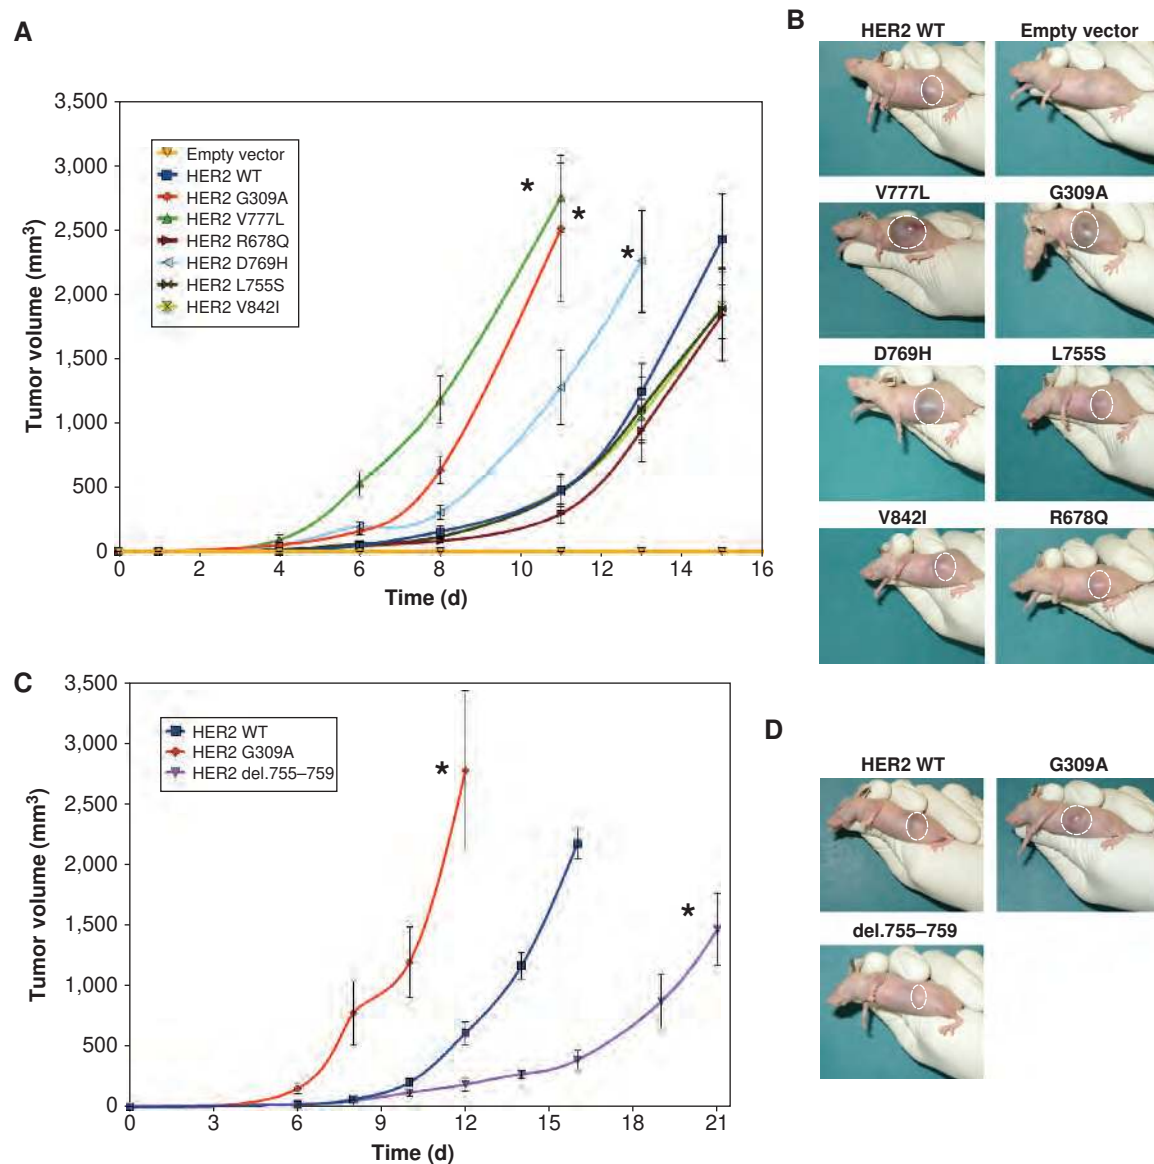 A
3,500
3,000
2,500
2,000
1,500
1,000
500
0
Tumor volume (mm³)
Empty vector
HER2 WT
HER2 G309A
HER2 V777L
HER2 R678Q
HER2 D769H
HER2 L755S
HER2 V842I
*
*
*
0 2 4 6 8 10 12 14 16
Time (d)
B
HER2 WT Empty vector
V777L G309A
D769H L755S
V842I R678Q
C
3,500
3,000
2,500
2,000
1,500
1,000
500
0
Tumor volume (mm³)
HER2 WT
HER2 G309A
HER2 del.755–759
*
*
0 3 6 9 12 15 18 21
Time (d)
D
HER2 WT G309A
del.755–759